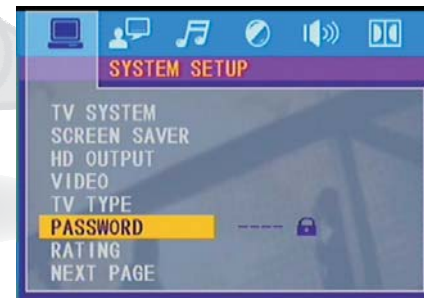 SYSTEM SETUP
TV SYSTEM
SCREEN SAVER
HD OUTPUT
VIDEO
TV TYPE
PASSWORD ----
RATING
NEXT PAGE